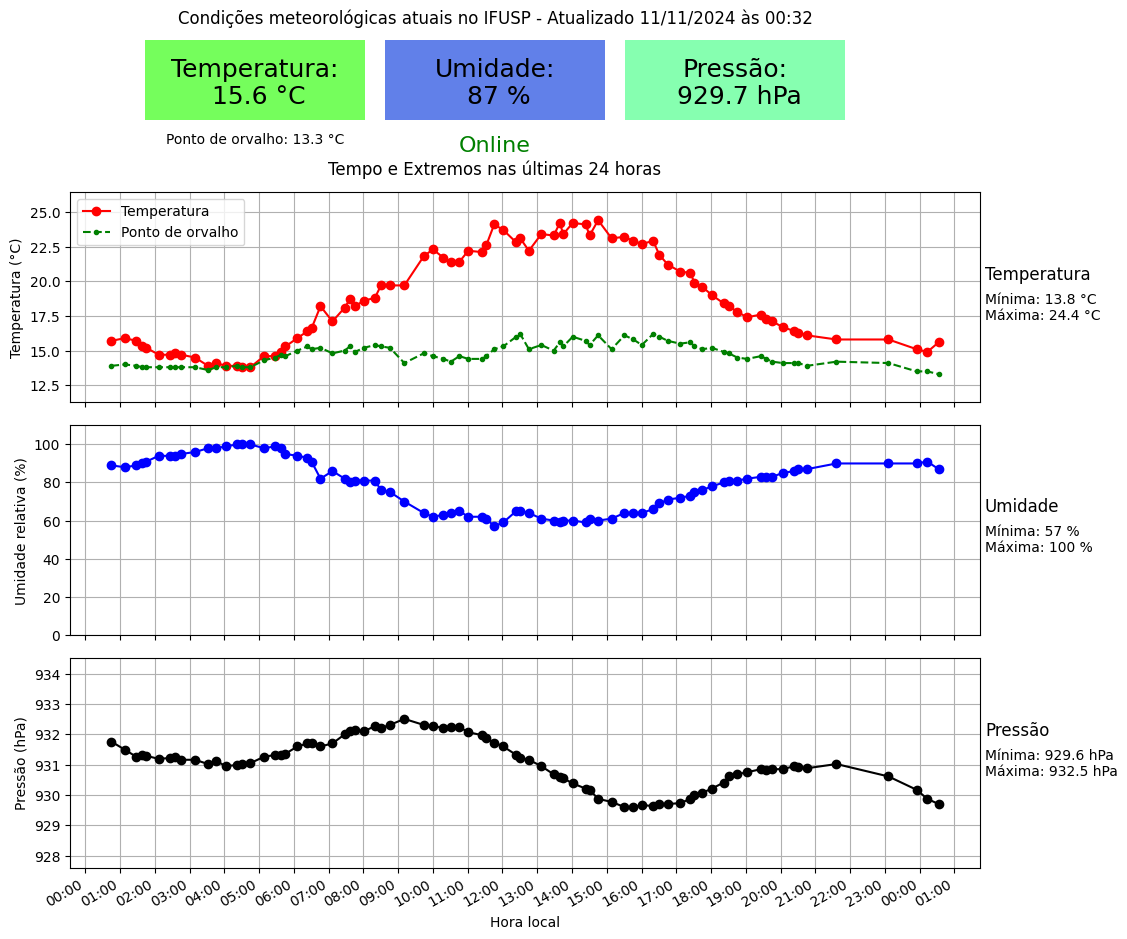 Condições meteorológicas atuais no IFUSP - Atualizado 11/11/2024 às 00:32
Temperatura:
15.6 °C
Umidade:
87 %
Pressão:
929.7 hPa
Ponto de orvalho: 13.3 °C
Online
Tempo e Extremos nas últimas 24 horas
Temperatura (°C)
25.0
22.5
20.0
17.5
15.0
12.5
Temperatura
Ponto de orvalho
Temperatura
Mínima: 13.8 °C
Máxima: 24.4 °C
Umidade relativa (%)
100
80
60
40
20
0
Umidade
Mínima: 57 %
Máxima: 100 %
Pressão (hPa)
934
933
932
931
930
929
928
Pressão
Mínima: 929.6 hPa
Máxima: 932.5 hPa
00:00 01:00 02:00 03:00 04:00 05:00 06:00 07:00 08:00 09:00 10:00 11:00 12:00 13:00 14:00 15:00 16:00 17:00 18:00 19:00 20:00 21:00 22:00 23:00 00:00 01:00
Hora local